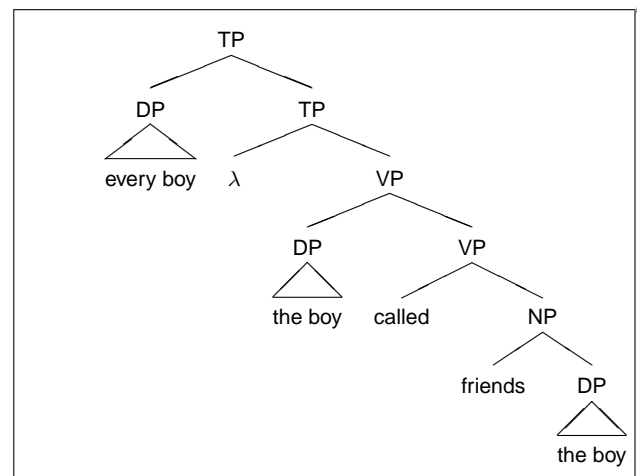 TP
DP TP
every boy λ VP
DP VP
the boy called NP
friends DP
the boy